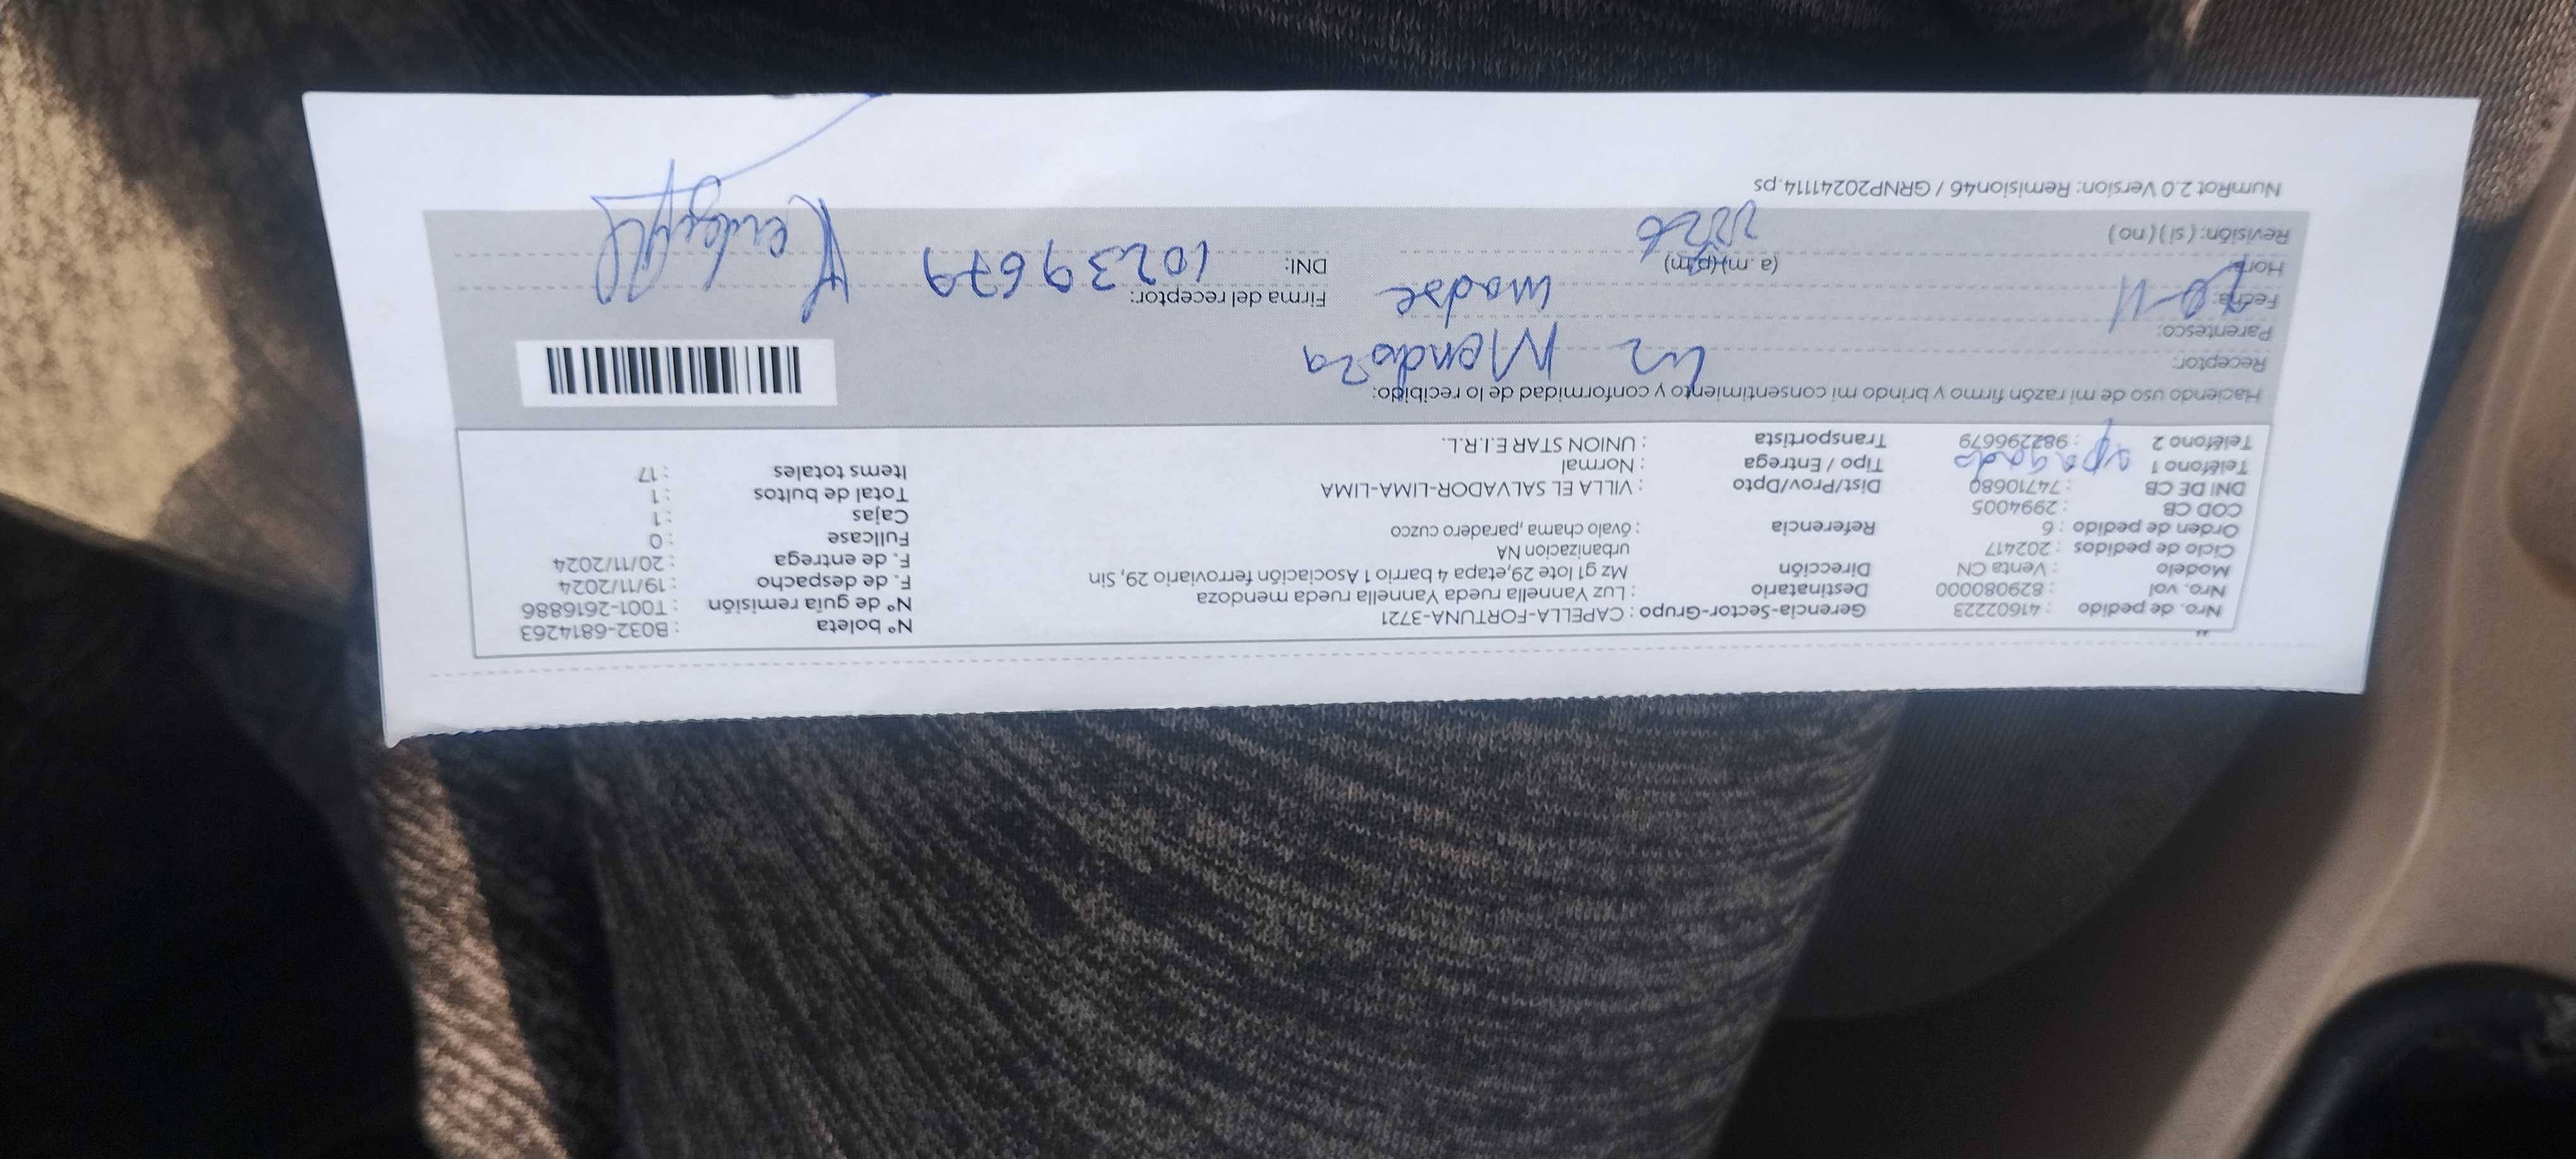 Nro. de pedido : 41602223
Nro. vol : 829080000
Modelo : Venta CN
Ciclo de pedidos : 202417
Orden de pedido : 6
COD CB : 2994005
DNI DE CB : 74710680
Teléfono 1 apagado
Teléfono 2 : 982296679
Gerencia-Sector-Grupo : CAPELLA-FORTUNA-3721
Destinatario : Luz Yannella rueda Yannella rueda mendoza
Dirección Mz g1 lote 29,etapa 4 barrio 1 Asociación ferroviario 29, Sin
urbanizacion NA
Referencia : óvalo chama ,paradero cuzco
Dist/Prov/Dpto : VILLA EL SALVADOR-LIMA-LIMA
Tipo / Entrega : Normal
Transportista : UNION STAR E.I.R.L.
N° boleta : B032-6814263
N° de guía remisión : T001-2616886
F. de despacho : 19/11/2024
F. de entrega : 20/11/2024
Fullcase : 0
Cajas : 1
Total de bultos : 1
Items totales : 17
Haciendo uso de mi razón firmo y brindo mi consentimiento y conformidad de lo recibido:
Receptor: Luz Mendoza
Parentesco: madre
Fecha: 20-11
Hora: (a.m)(p.m)
Revisión: (si) (no)
Firma del receptor:
DNI: 10239679
NumRot 2.0 Version: Remision46 / GRNP20241114.ps